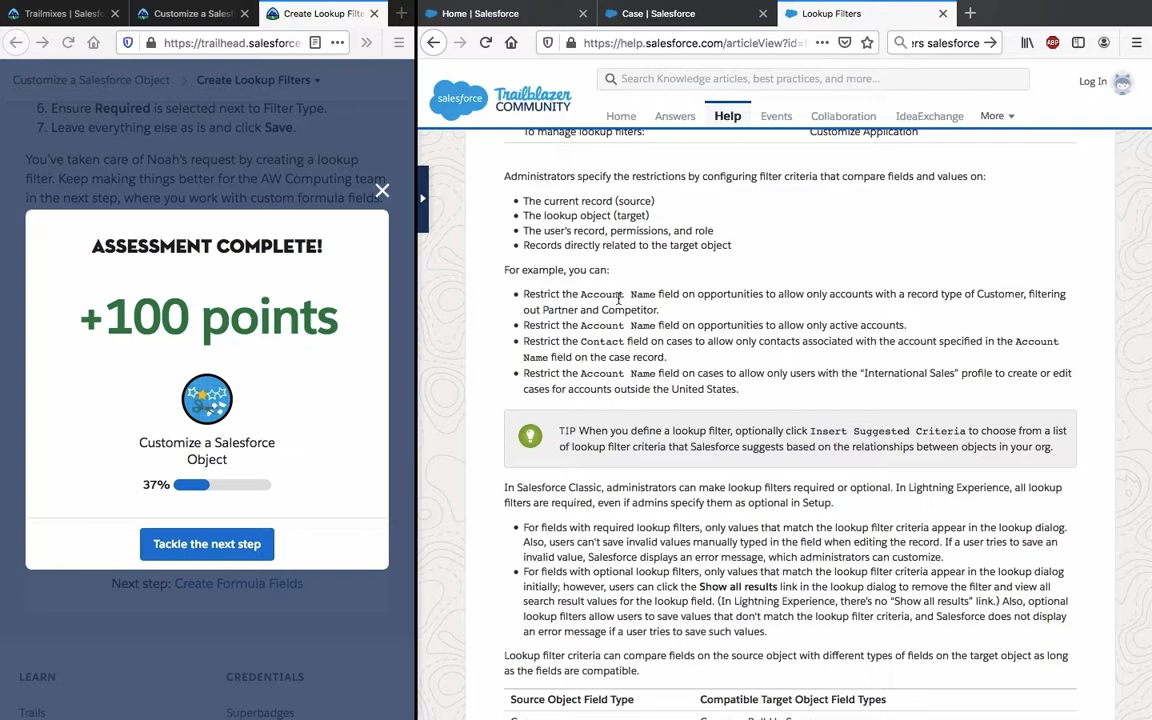 Trailmixes | Salesforce
Customize a Salesf
Create Lookup Filte
Home | Salesforce
Case | Salesforce
Lookup Filters
https://trailhead.salesforce
https://help.salesforce.com/articleView?id=
ers salesforce
ABP
Customize a Salesforce Object
Create Lookup Filters
6. Ensure Required is selected next to Filter Type.
7. Leave everything else as is and click Save.
You've taken care of Noah's request by creating a lookup
filter. Keep making things better for the AW Computing team
in the next step, where you work with custom formula fields.
ASSESSMENT COMPLETE!
+100 points
Customize a Salesforce
Object
37%
Tackle the next step
Next step: Create Formula Fields
LEARN
CREDENTIALS
Trails
Superbadges
salesforce
Trailblazer
COMMUNITY
Search Knowledge articles, best practices, and more...
Log In
Home
Answers
Help
Events
Collaboration
IdeaExchange
More
To manage lookup filters:
Customize Application
Administrators specify the restrictions by configuring filter criteria that compare fields and values on:
• The current record (source)
• The lookup object (target)
• The user's record, permissions, and role
• Records directly related to the target object
For example, you can:
• Restrict the Account Name field on opportunities to allow only accounts with a record type of Customer, filtering
out Partner and Competitor.
• Restrict the Account Name field on opportunities to allow only active accounts.
• Restrict the Contact field on cases to allow only contacts associated with the account specified in the Account
Name field on the case record.
• Restrict the Account Name field on cases to allow only users with the “International Sales” profile to create or edit
cases for accounts outside the United States.
TIP When you define a lookup filter, optionally click Insert Suggested Criteria to choose from a list
of lookup filter criteria that Salesforce suggests based on the relationships between objects in your org.
In Salesforce Classic, administrators can make lookup filters required or optional. In Lightning Experience, all lookup
filters are required, even if admins specify them as optional in Setup.
• For fields with required lookup filters, only values that match the lookup filter criteria appear in the lookup dialog.
Also, users can't save invalid values manually typed in the field when editing the record. If a user tries to save an
invalid value, Salesforce displays an error message, which administrators can customize.
• For fields with optional lookup filters, only values that match the lookup filter criteria appear in the lookup dialog
initially; however, users can click the Show all results link in the lookup dialog to remove the filter and view all
search result values for the lookup field. (In Lightning Experience, there's no “Show all results” link.) Also, optional
lookup filters allow users to save values that don't match the lookup filter criteria, and Salesforce does not display
an error message if a user tries to save such values.
Lookup filter criteria can compare fields on the source object with different types of fields on the target object as long
as the fields are compatible.
Source Object Field Type
Compatible Target Object Field Types